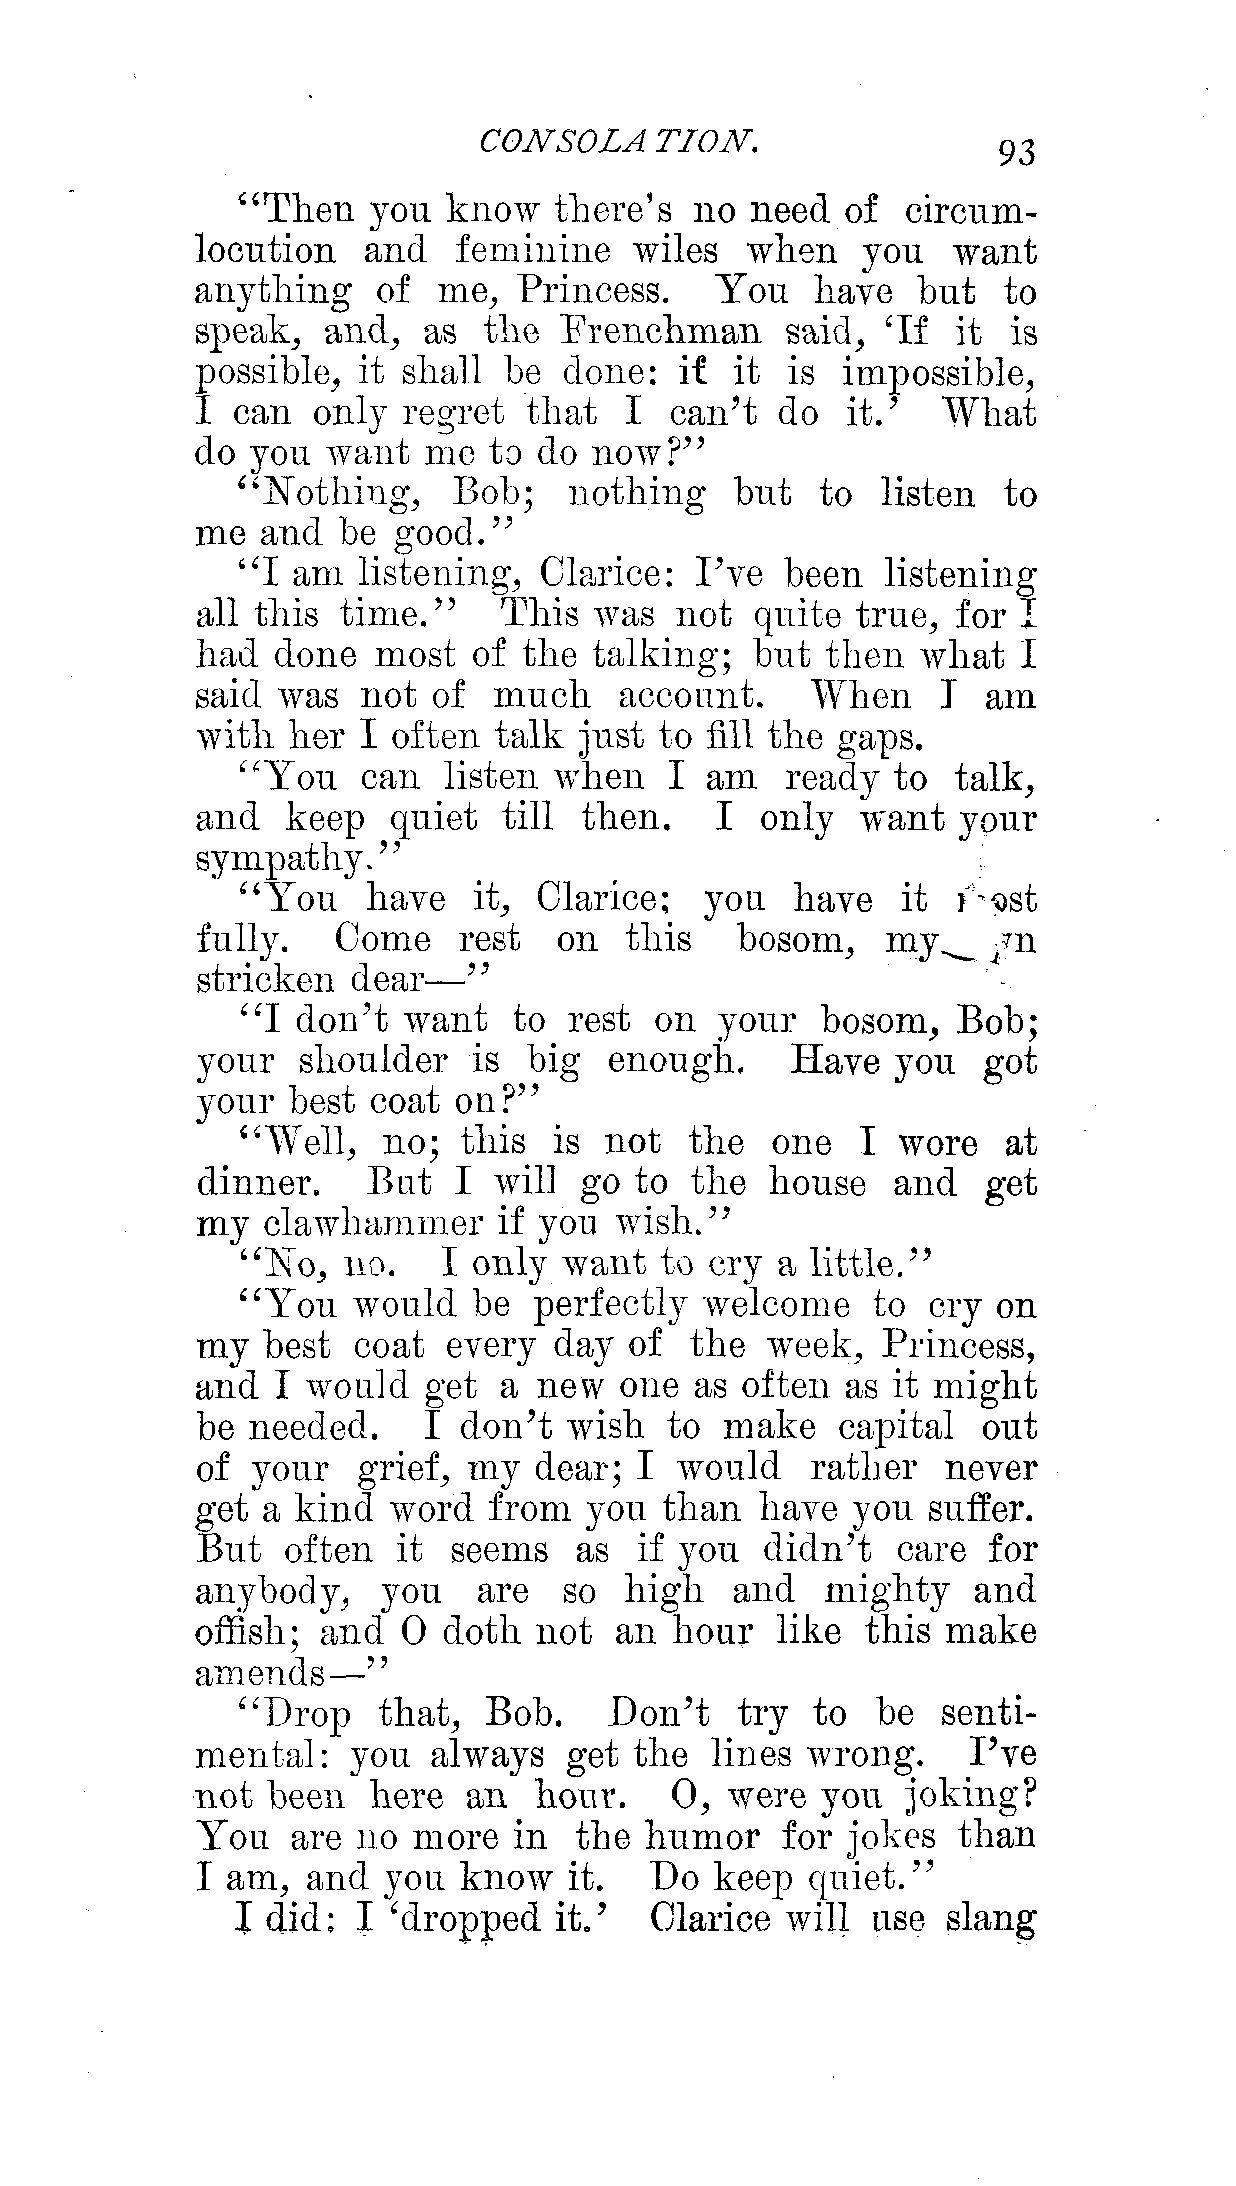 CONSOLATION. 93
"Then you know there's no need of circum-
locution and feminine wiles when you want
anything of me, Princess. You have but to
speak, and, as the Frenchman said, 'If it is
possible, it shall be done: if it is impossible,
I can only regret that I can't do it.' What
do you want me to do now?"
"Nothing, Bob; nothing but to listen to
me and be good."
"I am listening, Clarice: I've been listening
all this time." This was not quite true, for I
had done most of the talking; but then what I
said was not of much account. When I am
with her I often talk just to fill the gaps.
"You can listen when I am ready to talk,
and keep quiet till then. I only want your
sympathy."
"You have it, Clarice; you have it
fully. Come rest on this bosom, my
stricken dear—"
"I don't want to rest on your bosom, Bob;
your shoulder is big enough. Have you got
your best coat on?"
"Well, no; this is not the one I wore at
dinner. But I will go to the house and get
my clawhammer if you wish."
"No, no. I only want to cry a little."
"You would be perfectly welcome to cry on
my best coat every day of the week, Princess,
and I would get a new one as often as it might
be needed. I don't wish to make capital out
of your grief, my dear; I would rather never
get a kind word from you than have you suffer.
But often it seems as if you didn't care for
anybody, you are so high and mighty and
offish; and O doth not an hour like this make
amends—"
"Drop that, Bob. Don't try to be senti-
mental: you always get the lines wrong. I've
not been here an hour. O, were you joking?
You are no more in the humor for jokes than
I am, and you know it. Do keep quiet."
I did: I 'dropped it.' Clarice will use slang